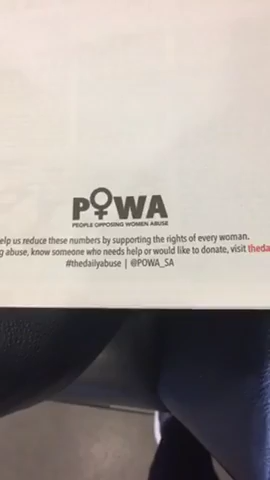 POWA
PEOPLE OPPOSING WOMEN ABUSE
elp us reduce these numbers by supporting the rights of every woman.
g abuse, know someone who needs help or would like to donate, visit theda
#thedailyabuse | @POWA_SA